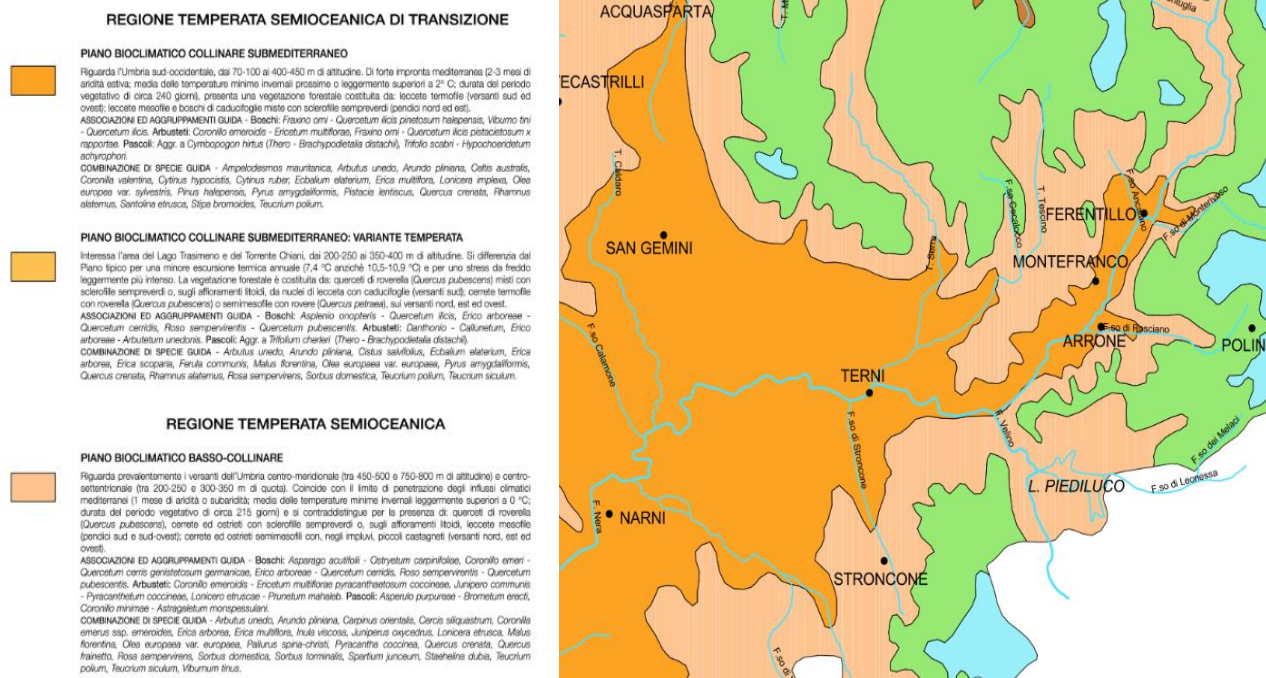 REGIONE TEMPERATA SEMIOCEANICA DI TRANSIZIONE
PIANO BIOCLIMATICO COLLINARE SUBMEDITERRANEO
Riguarda l'Umbria sud-occidentale, dai 70-100 ai 400-450 m di altitudine. Di forte impronta mediterranea (2-3 mesi di
aridità estiva; media delle temperature minime invernali prossime o leggermente superiori a 2° C; durata del periodo
vegetativo di circa 240 giorni), presenta una vegetazione forestale costituita da: leccete termofile (versanti sud ed
ovest); leccete mesofile e boschi di caducifoglie miste con sclerofille sempreverdi (pendici nord ed est).
ASSOCIAZIONI ED AGGRUPPAMENTI GUIDA - Boschi: Fraxino orni - Quercetum ilicis pinetosum halepensis, Viburno tini
- Quercetum ilicis. Arbusteti: Coronillo emeroidis - Ericetum multiflorae, Fraxino orni - Quercetum ilicis pistacietosum x
rapportae. Pascoli: Aggr. a Cymbopogon hirtus (Thero - Brachypodietalia distachii), Trifolio scabri - Hypochoeridetum
achyrophori.
COMBINAZIONE DI SPECIE GUIDA - Ampelodesmos mauritanica, Arbutus unedo, Arundo pliniana, Celtis australis,
Coronilla valentina, Cytinus hypocistis, Cytinus ruber, Ecbalium elaterium, Erica multiflora, Lonicera implexa, Olea
europea var. sylvestris, Pinus halepensis, Pyrus amygdaliformis, Pistacia lentiscus, Quercus crenata, Rhamnus
alaternus, Santolina etrusca, Stipa bromoides, Teucrium polium.
PIANO BIOCLIMATICO COLLINARE SUBMEDITERRANEO: VARIANTE TEMPERATA
Interessa l'area del Lago Trasimeno e del Torrente Chiani, dai 200-250 ai 350-400 m di altitudine. Si differenzia dal
Piano tipico per una minore escursione termica annuale (7,4 °C anzichè 10,5-10,9 °C) e per uno stress da freddo
leggermente più intenso. La vegetazione forestale è costituita da: querceti di roverella (Quercus pubescens) misti con
sclerofille sempreverdi o, sugli affioramenti litoidi, da nuclei di lecceta con caducifoglie (versanti sud); cerrete termofile
con roverella (Quercus pubescens) o semimesofile con rovere (Quercus petraea), sui versanti nord, est ed ovest.
ASSOCIAZIONI ED AGGRUPPAMENTI GUIDA - Boschi: Asplenio onopteris - Quercetum ilicis, Erico arboreae -
Quercetum cerridis, Roso sempervirentis - Quercetum pubescentis. Arbusteti: Danthonio - Callunetum, Erico
arboreae - Arbutetum unedonis. Pascoli: Aggr. a Trifolium cherleri (Thero - Brachypodietalia distachii).
COMBINAZIONE DI SPECIE GUIDA - Arbutus unedo, Arundo pliniana, Cistus salvifolius, Ecbalium elaterium, Erica
arborea, Erica scoparia, Ferula communis, Malus florentina, Olea europaea var. europaea, Pyrus amygdaliformis,
Quercus crenata, Rhamnus alaternus, Rosa sempervirens, Sorbus domestica, Teucrium polium, Teucrium siculum.
REGIONE TEMPERATA SEMIOCEANICA
PIANO BIOCLIMATICO BASSO-COLLINARE
Riguarda prevalentemente i versanti dell'Umbria centro-meridionale (tra 450-500 e 750-800 m di altitudine) e centro-
settentrionale (tra 200-250 e 300-350 m di quota). Coincide con il limite di penetrazione degli influssi climatici
mediterranei (1 mese di aridità o subaridità; media delle temperature minime invernali leggermente superiori a 0 °C;
durata del periodo vegetativo di circa 215 giorni) e si contraddistingue per la presenza di: querceti di roverella
(Quercus pubescens), cerrete ed ostrieti con sclerofille sempreverdi o, sugli affioramenti litoidi, leccete mesofile
(pendici sud e sud-ovest); cerrete ed ostrieti semimesofili con, negli impluvi, piccoli castagneti (versanti nord, est ed
ovest).
ASSOCIAZIONI ED AGGRUPPAMENTI GUIDA - Boschi: Asparago acutifolii - Ostryetum carpinifoliae, Coronillo emeri -
Quercetum cerris genistetosum germanicae, Erico arboreae - Quercetum cerridis, Roso sempervirentis - Quercetum
pubescentis. Arbusteti: Coronillo emeroidis - Ericetum multiflorae pyracanthaetosum coccineae, Junipero communis
- Pyracanthetum coccineae, Lonicero etruscae - Prunetum mahaleb. Pascoli: Asperulo purpureae - Brometum erecti,
Coronillo minimae - Astragaletum monspessulani.
COMBINAZIONE DI SPECIE GUIDA - Arbutus unedo, Arundo pliniana, Carpinus orientalis, Cercis siliquastrum, Coronilla
emerus ssp. emeroides, Erica arborea, Erica multiflora, Inula viscosa, Juniperus oxycedrus, Lonicera etrusca, Malus
florentina, Olea europaea var. europaea, Paliurus spina-christi, Pyracantha coccinea, Quercus crenata, Quercus
frainetto, Rosa sempervirens, Sorbus domestica, Sorbus torminalis, Spartium junceum, Staehelina dubia, Teucrium
polium, Teucrium siculum, Viburnum tinus.
ACQUASPARTA
ECASTRILLI
T. Caldaro
SAN GEMINI
T. Serra
F.so Cacalocco
T. Tescino
F.so Ancaiano
FERENTILLO
F.so di Monterivoso
MONTEFRANCO
F.so di Rosciano
ARRONE
POLIN
F.so Calamone
TERNI
F. Velino
F.so di Stroncone
F.so dei Melaci
L. PIEDILUCO
F.so di Leonessa
F. Nera
NARNI
STRONCONE
F.so di